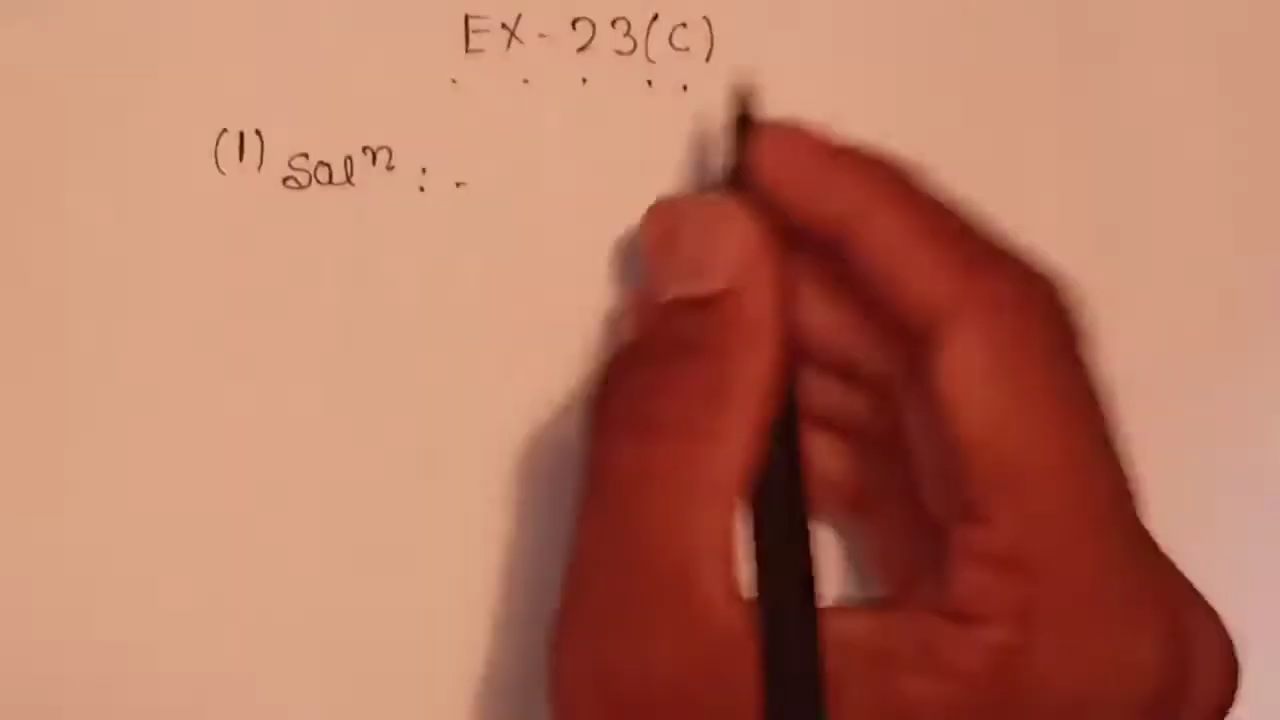 EX-23(C)
(1) Solⁿ :-